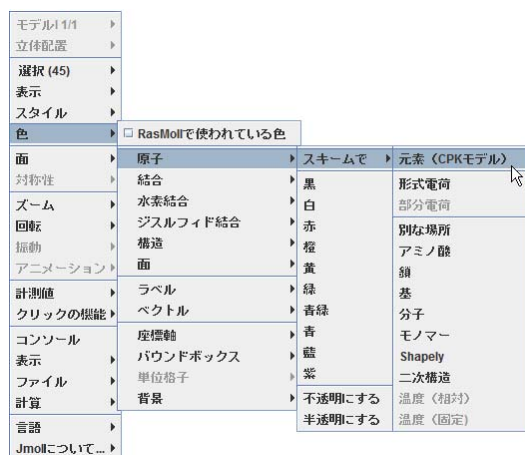 モデル1 1/1
立体配置
選択 (45)
表示
スタイル
色
面
対称性
ズーム
回転
振動
アニメーション
計測値
クリックの機能
コンソール
表示
ファイル
計算
言語
Jmolについて...
RasMolで使われている色
原子
結合
水素結合
ジスルフィド結合
構造
面
ラベル
ベクトル
座標軸
バウンドボックス
単位格子
背景
スキームで
黒
白
赤
橙
黄
緑
青緑
青
藍
紫
不透明にする
半透明にする
元素（CPKモデル）
形式電荷
部分電荷
別な場所
アミノ酸
鎖
基
分子
モノマー
Shapely
二次構造
温度（相対）
温度（固定)